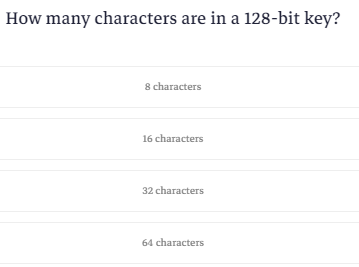 How many characters are in a 128-bit key?
8 characters
16 characters
32 characters
64 characters